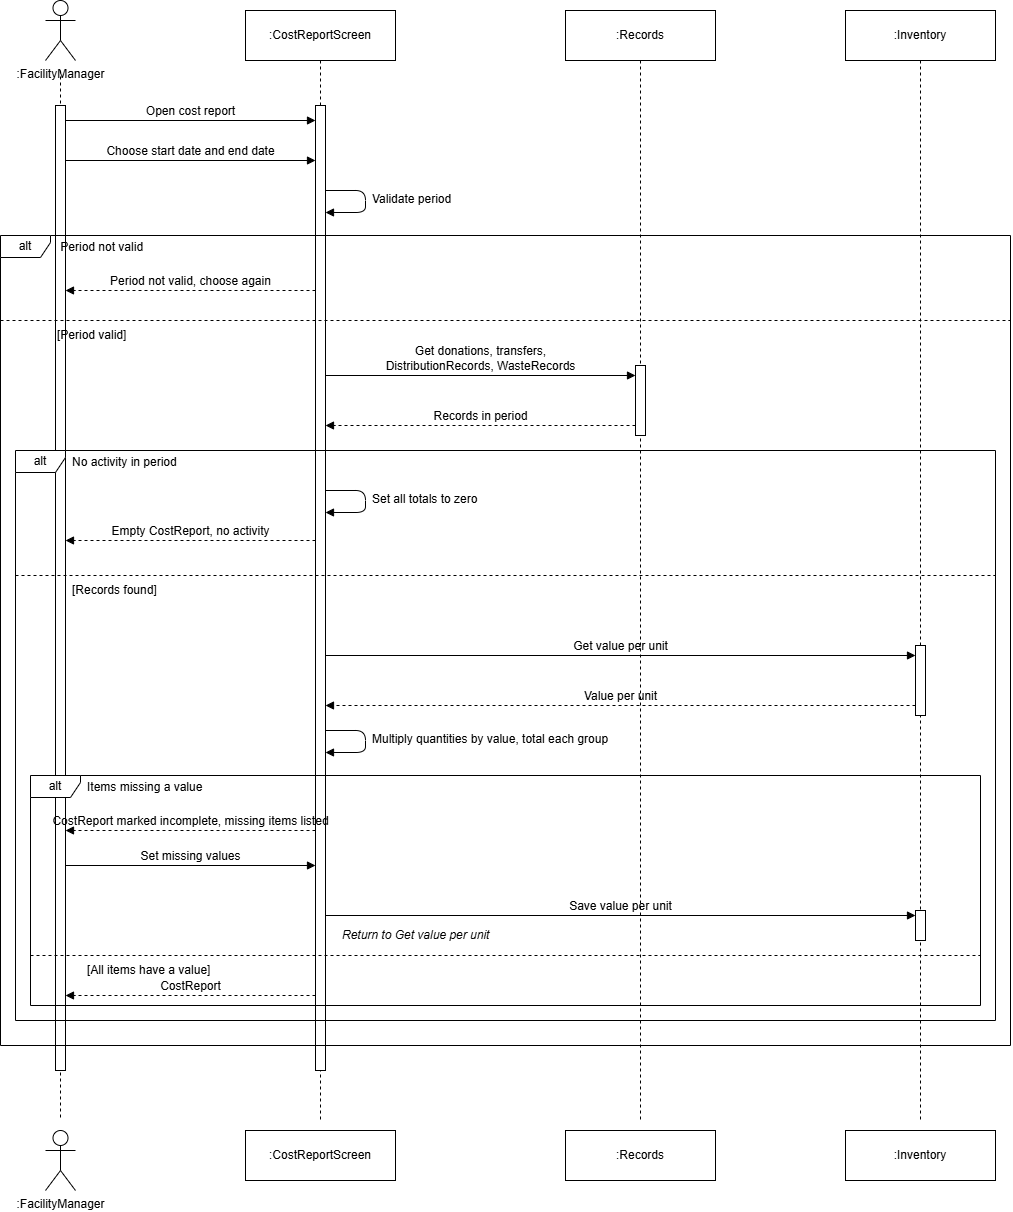 :CostReportScreen
:Records
:Inventory
:FacilityManager
Open cost report
Choose start date and end date
Validate period
alt
Period not valid
Period not valid, choose again
[Period valid]
Get donations, transfers,
DistributionRecords, WasteRecords
Records in period
alt
No activity in period
Set all totals to zero
Empty CostReport, no activity
[Records found]
Get value per unit
Value per unit
Multiply quantities by value, total each group
alt
Items missing a value
CostReport marked incomplete, missing items listed
Set missing values
Save value per unit
Return to Get value per unit
[All items have a value]
CostReport
:CostReportScreen
:Records
:Inventory
:FacilityManager